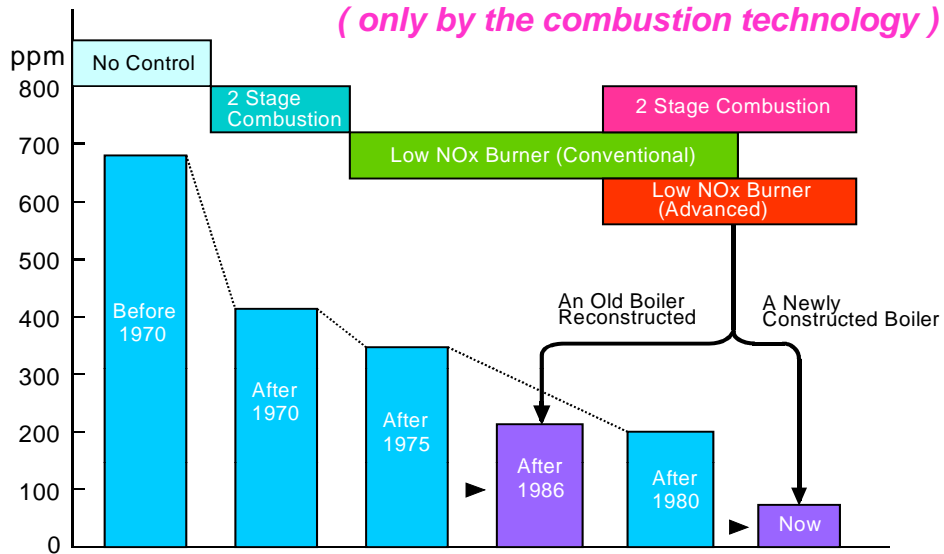 ( only by the combustion technology )
ppm
No Control
800
2 Stage
Combustion
2 Stage Combustion
700
Low NOx Burner (Conventional)
Low NOx Burner
(Advanced)
600
500
An Old Boiler
Reconstructed
A Newly
Constructed Boiler
Before
1970
400
300
After
1970
After
1975
200
After
1986
After
1980
100
Now
0